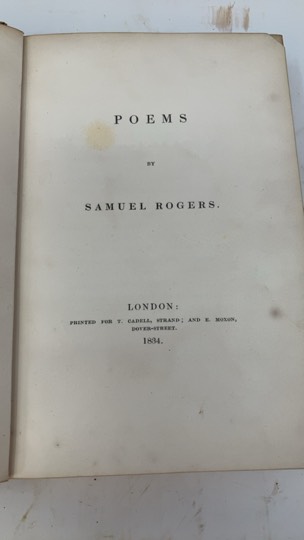 POEMS
BY
SAMUEL ROGERS.
LONDON:
PRINTED FOR T. CADELL, STRAND; AND E. MOXON,
DOVER-STREET.
1834.